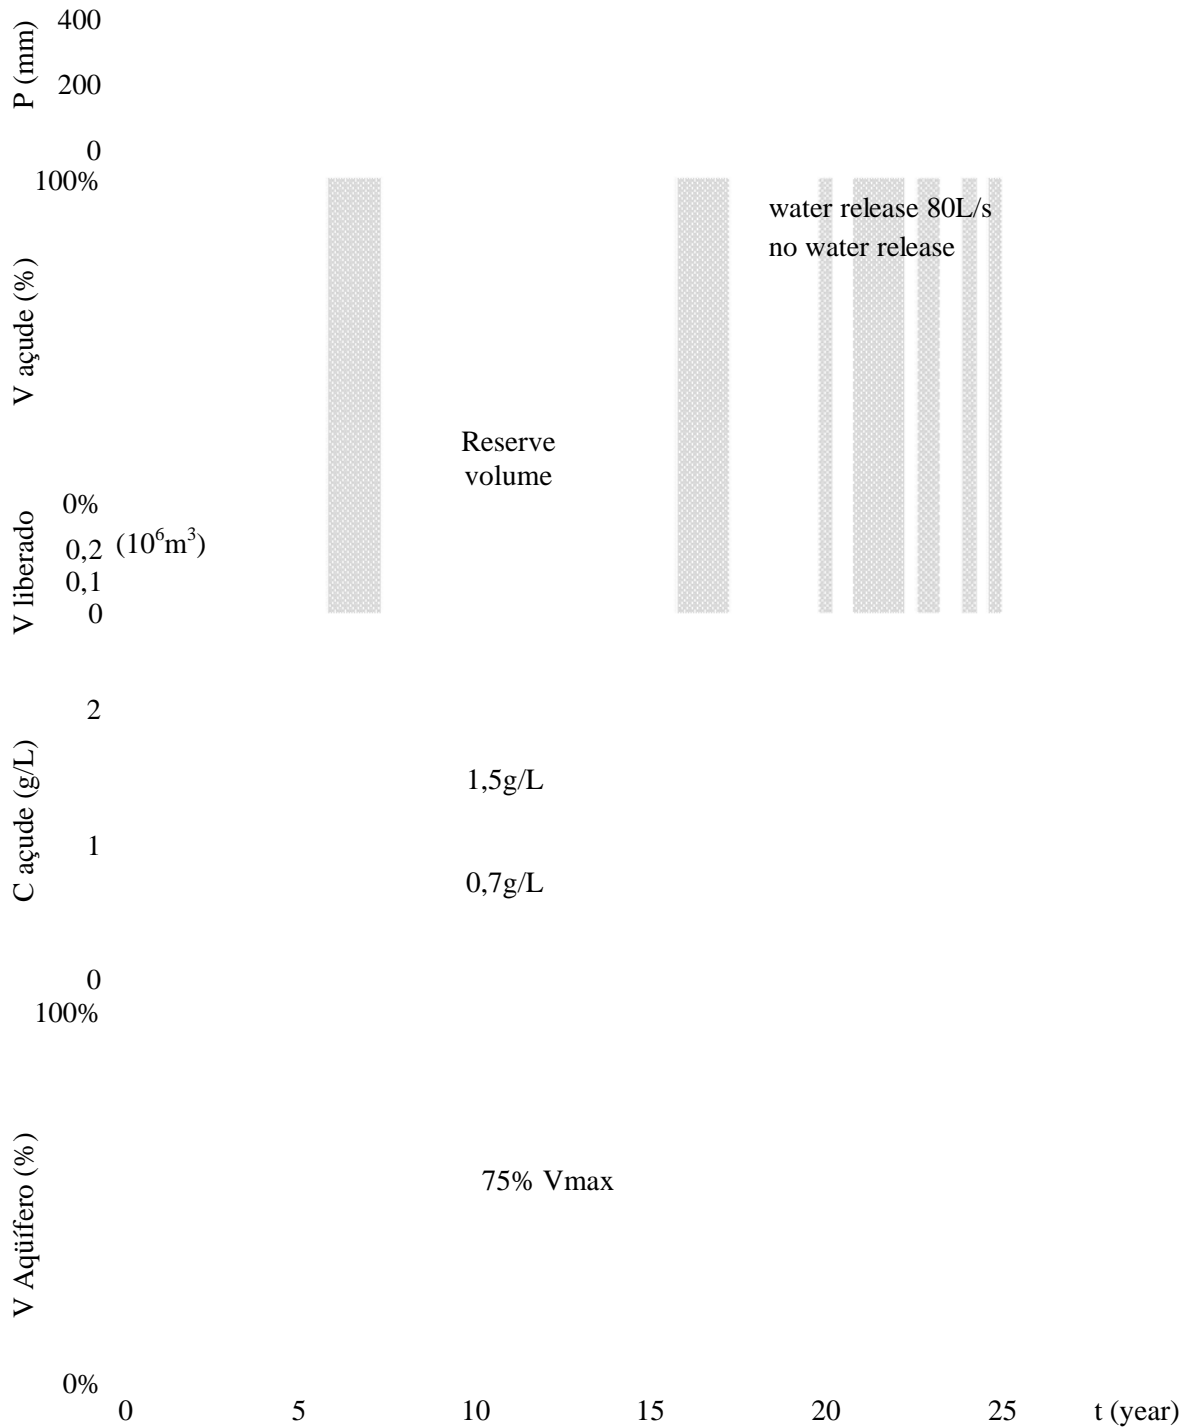 P (mm)
400
200
0
V açude (%)
100%
water release 80L/s
no water release
Reserve
volume
0%
V liberado
0,2 (10⁶m³)
0,1
0
C açude (g/L)
2
1,5g/L
1
0,7g/L
0
V Aqüífero (%)
100%
75% Vmax
0%
0 5 10 15 20 25 t (year)